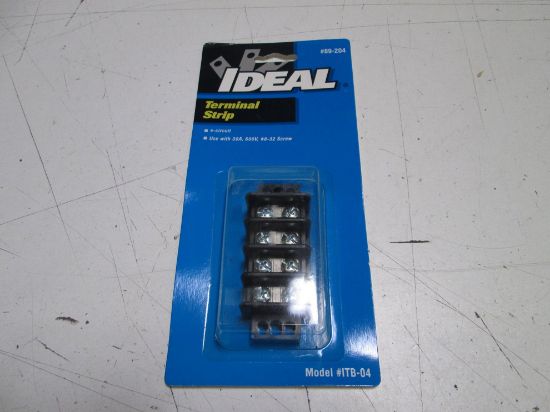 #89-204
IDEAL
®
Terminal
Strip
4-circuit
Use with 30A, 600V, #8-32 Screw
Model #ITB-04